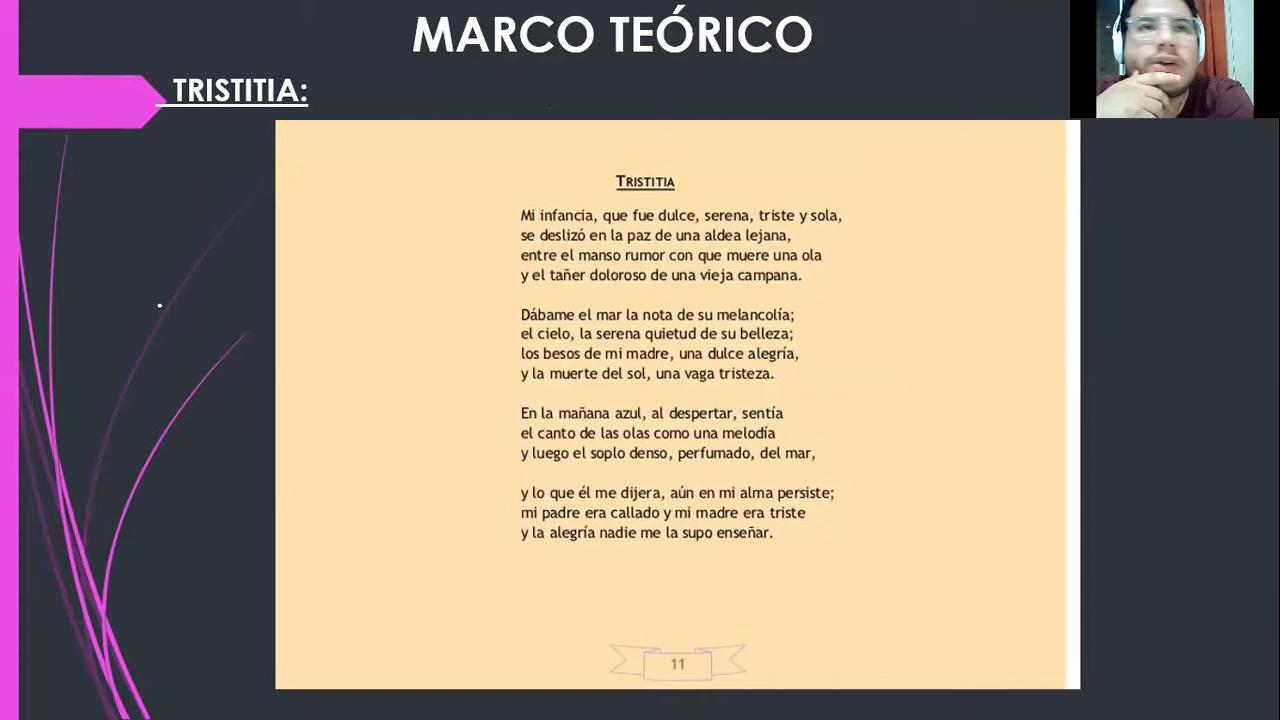 MARCO TEÓRICO
TRISTITIA:
TRISTITIA
Mi infancia, que fue dulce, serena, triste y sola,
se deslizó en la paz de una aldea lejana,
entre el manso rumor con que muere una ola
y el tañer doloroso de una vieja campana.
Dábame el mar la nota de su melancolía;
el cielo, la serena quietud de su belleza;
los besos de mi madre, una dulce alegría,
y la muerte del sol, una vaga tristeza.
En la mañana azul, al despertar, sentía
el canto de las olas como una melodía
y luego el soplo denso, perfumado, del mar,
y lo que él me dijera, aún en mi alma persiste;
mi padre era callado y mi madre era triste
y la alegría nadie me la supo enseñar.
11